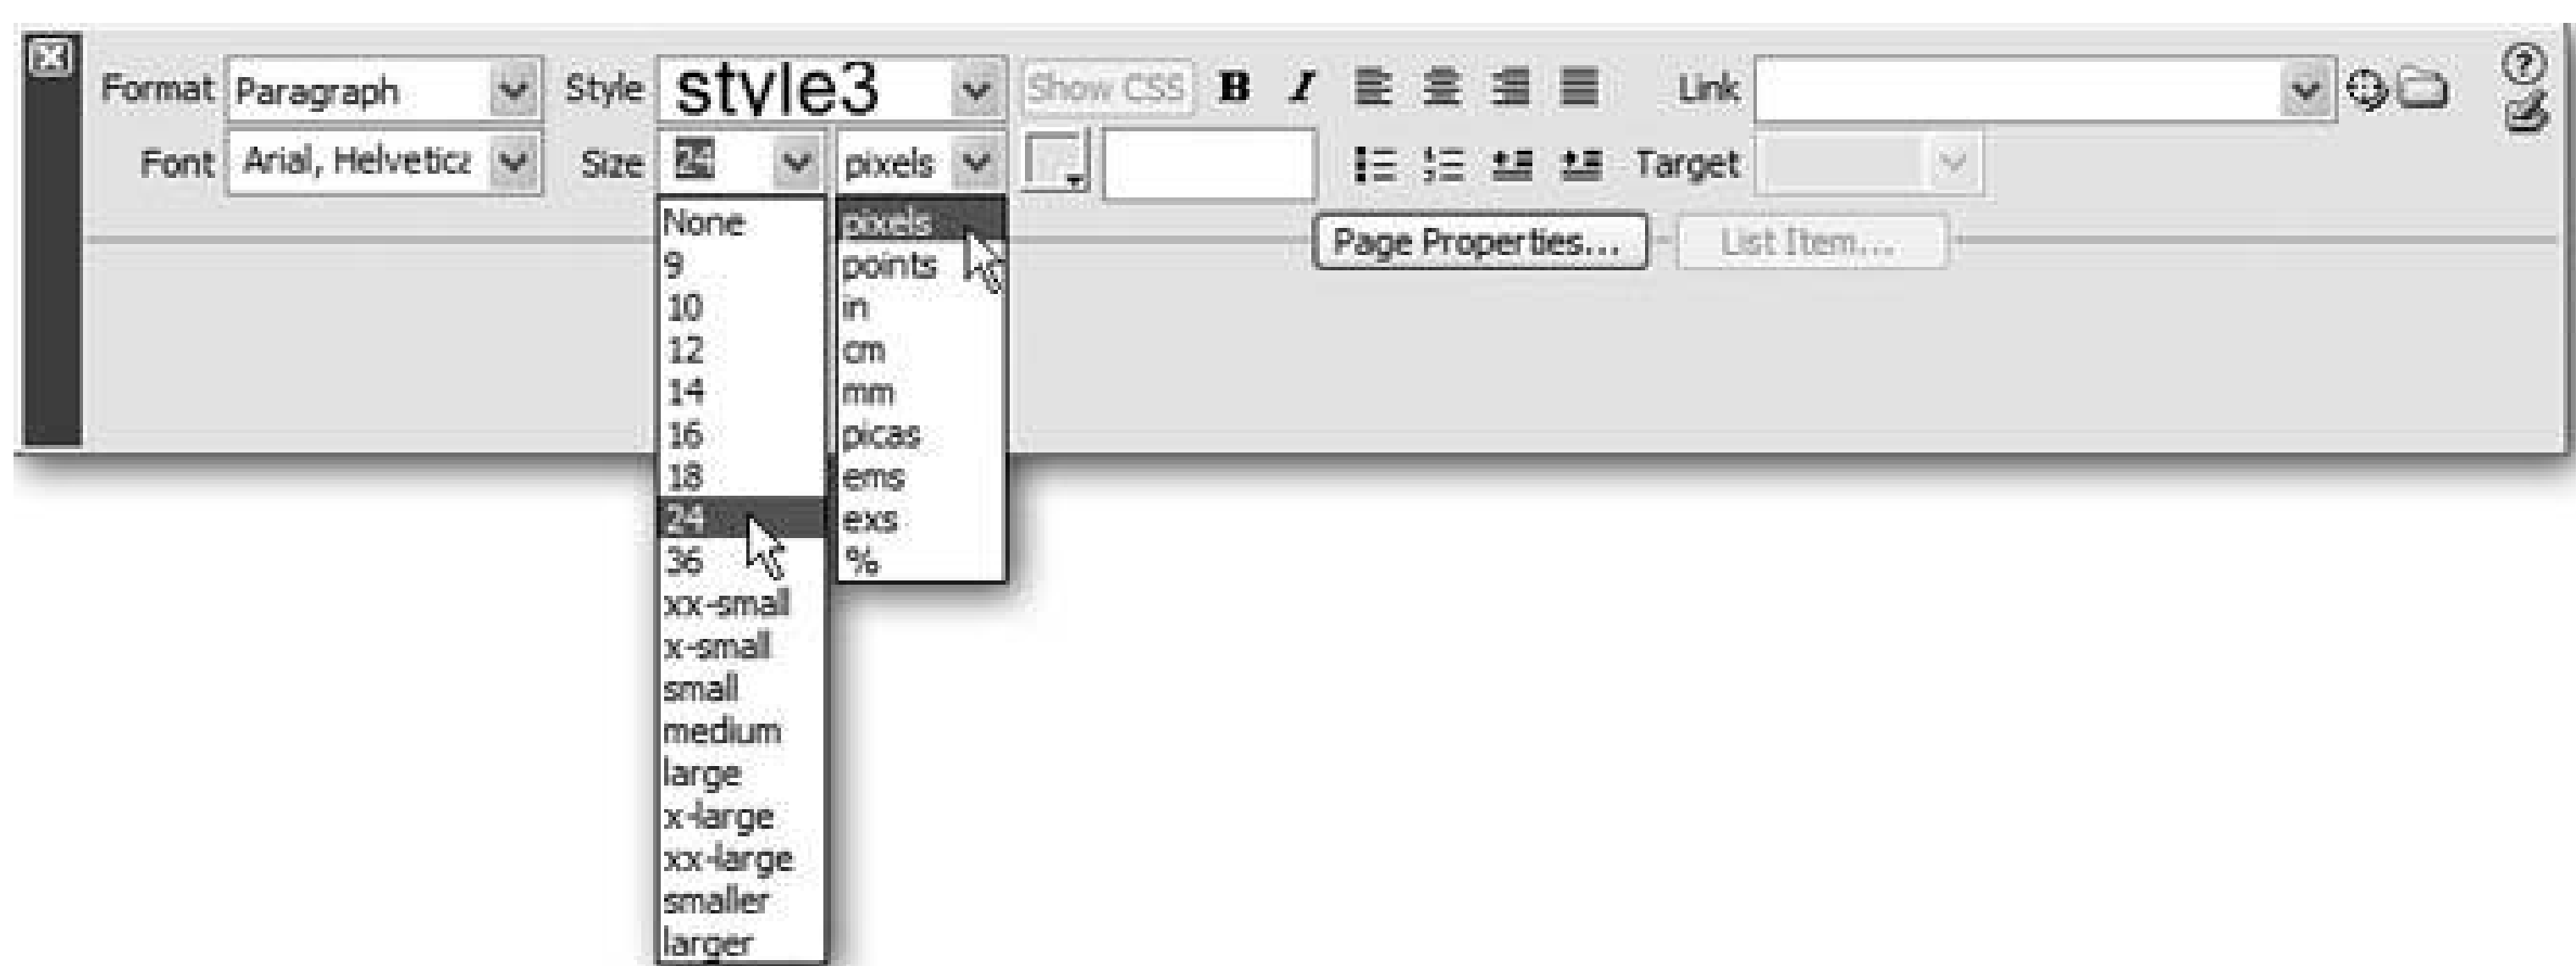 Format Paragraph Style style3 Show CSS B I Link
Font Arial, Helvetica Size 24 pixels Target
Page Properties... List Item...
None
9
10
12
14
16
18
24
36
xx-small
x-small
small
medium
large
x-large
xx-large
smaller
larger
pixels
points
in
cm
mm
picas
ems
exs
%